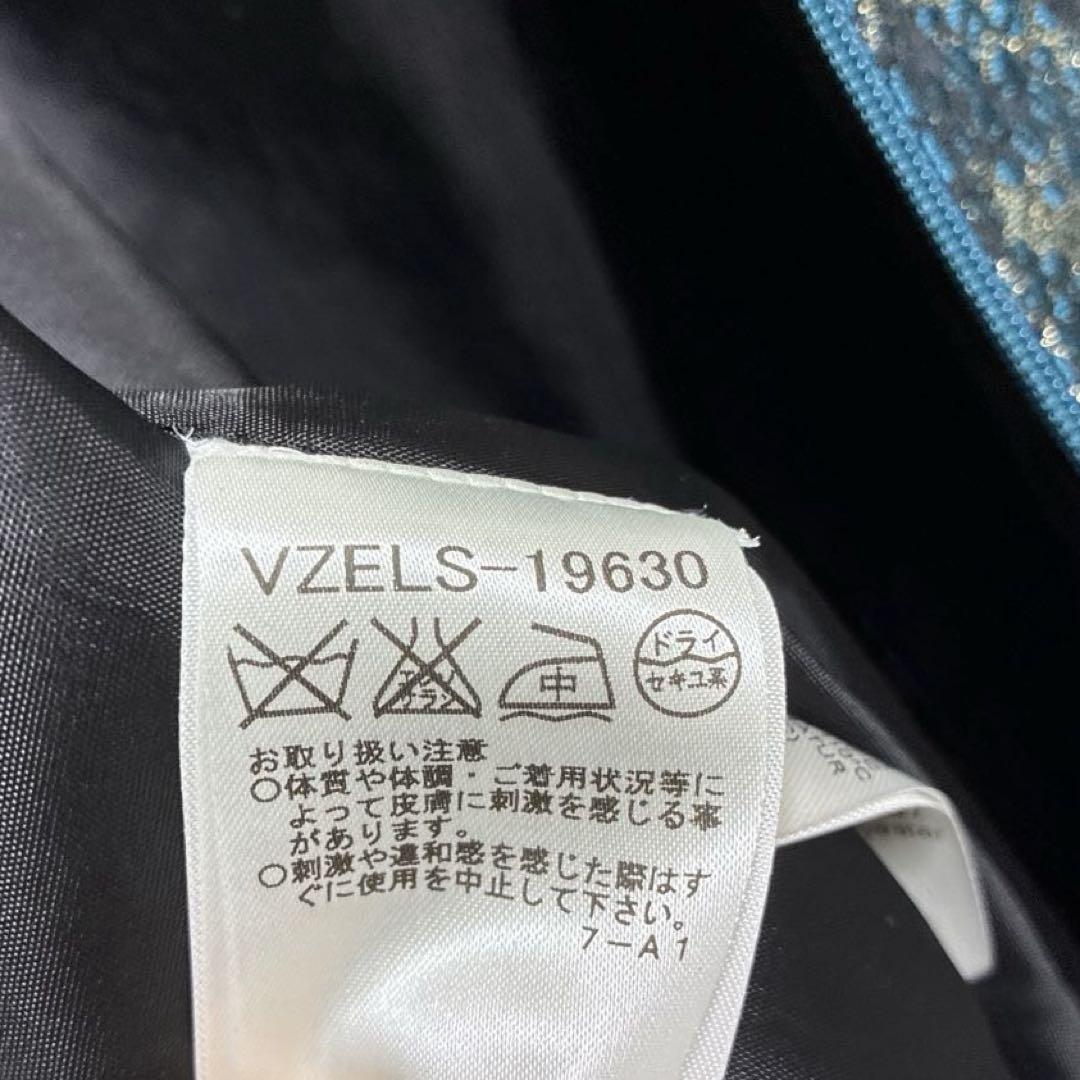 VZELS-19630
エンソ
サラシ
中
ドライ
セキユ系
お取り扱い注意
○体質や体調・ご着用状況等に
よって皮膚に刺激を感じる事
があります。
○刺激や違和感を感じた際はす
ぐに使用を中止して下さい。
7-A1